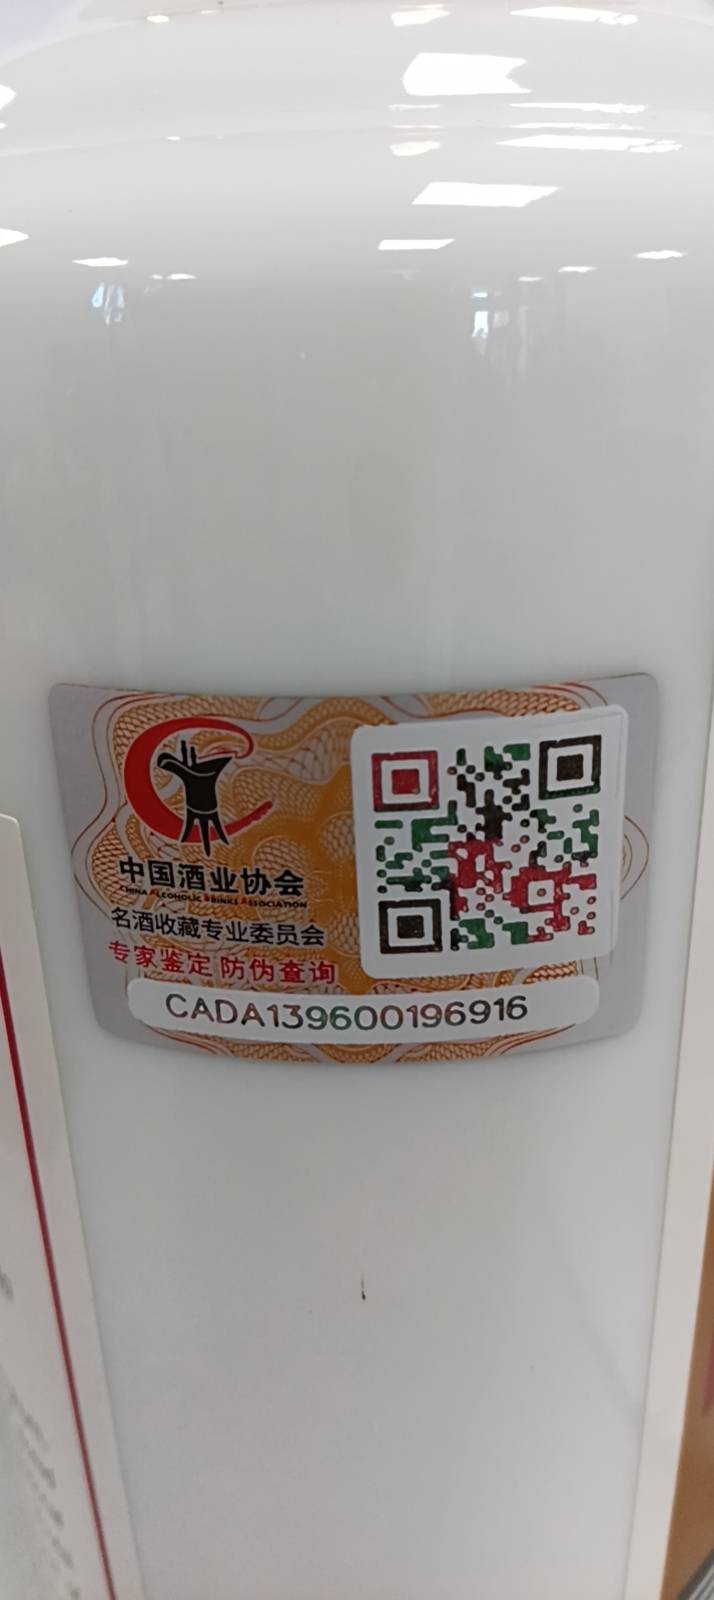 中国酒业协会
CHINA ALCOHOLIC DRINKS ASSOCIATION
名酒收藏专业委员会
专家鉴定 防伪查询
CADA139600196916